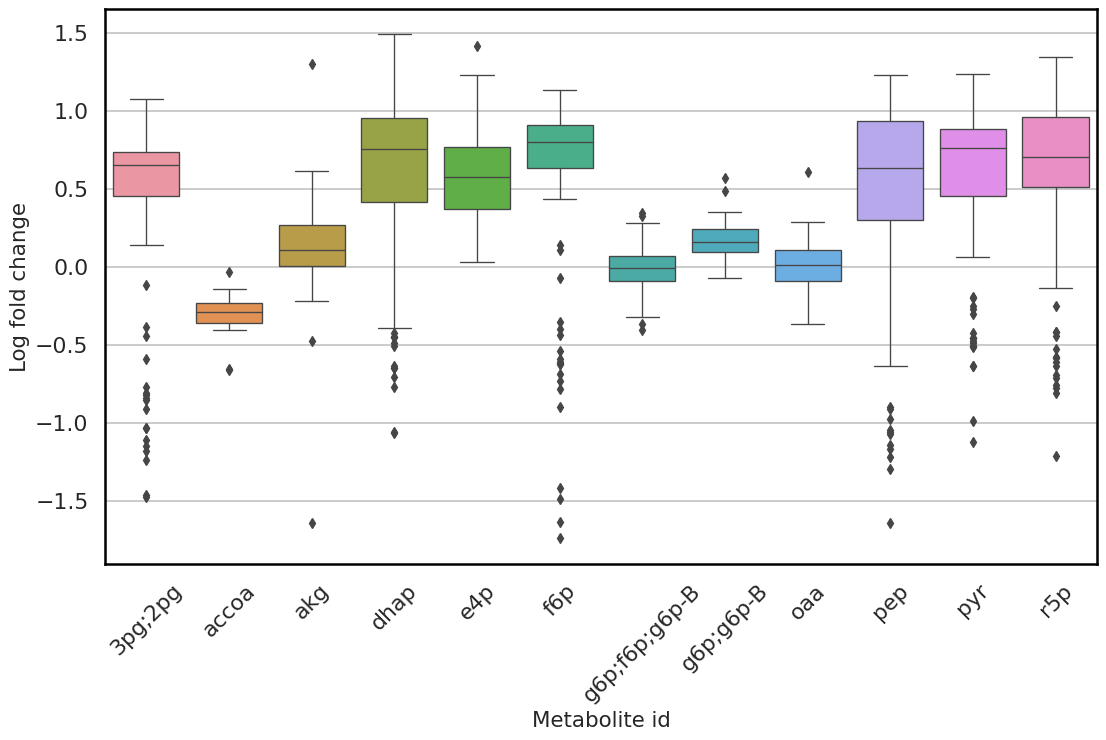 Log fold change
1.5
1.0
0.5
0.0
−0.5
−1.0
−1.5
3pg;2pg
accoa
akg
dhap
e4p
f6p
g6p;f6p;g6p-B
g6p;g6p-B
oaa
pep
pyr
r5p
Metabolite id